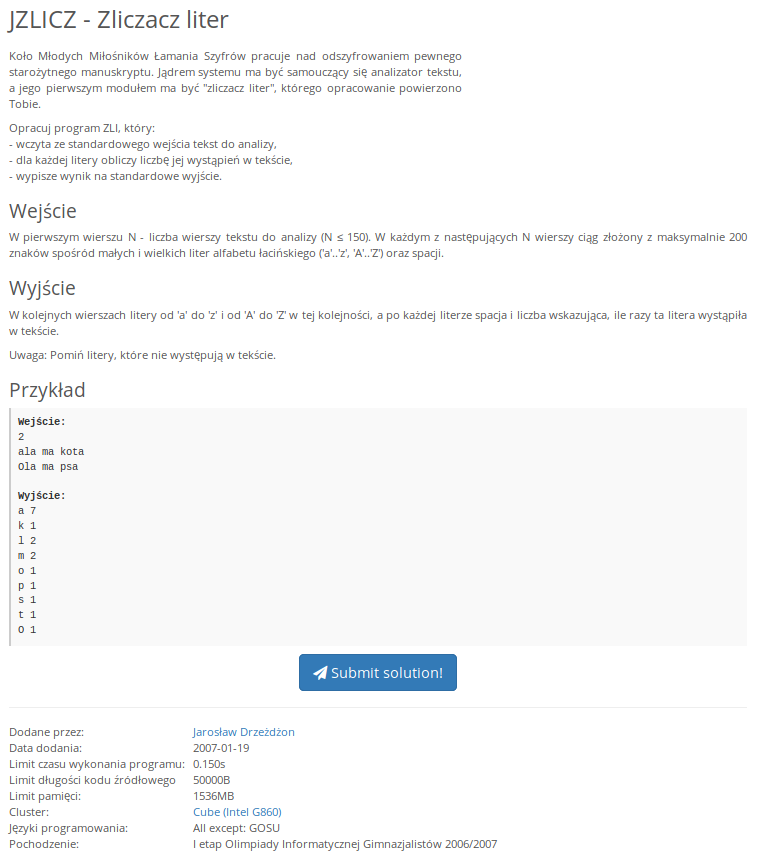 JZLICZ - Zliczacz liter
Koło Młodych Miłośników Łamania Szyfrów pracuje nad odszyfrowaniem pewnego
starożytnego manuskryptu. Jądrem systemu ma być samouczący się analizator tekstu,
a jego pierwszym modułem ma być "zliczacz liter", którego opracowanie powierzono
Tobie.
Opracuj program ZLI, który:
- wczyta ze standardowego wejścia tekst do analizy,
- dla każdej litery obliczy liczbę jej wystąpień w tekście,
- wypisze wynik na standardowe wyjście.
Wejście
W pierwszym wierszu N - liczba wierszy tekstu do analizy (N ≤ 150). W każdym z następujących N wierszy ciąg złożony z maksymalnie 200
znaków spośród małych i wielkich liter alfabetu łacińskiego ('a'..'z', 'A'..'Z') oraz spacji.
Wyjście
W kolejnych wierszach litery od 'a' do 'z' i od 'A' do 'Z' w tej kolejności, a po każdej literze spacja i liczba wskazująca, ile razy ta litera wystąpiła
w tekście.
Uwaga: Pomiń litery, które nie występują w tekście.
Przykład
Wejście:
2
ala ma kota
Ola ma psa
Wyjście:
a 7
k 1
l 2
m 2
o 1
p 1
s 1
t 1
O 1
Submit solution!
Dodane przez: Jarosław Drzeżdżon
Data dodania: 2007-01-19
Limit czasu wykonania programu: 0.150s
Limit długości kodu źródłowego 50000B
Limit pamięci: 1536MB
Cluster: Cube (Intel G860)
Języki programowania: All except: GOSU
Pochodzenie: I etap Olimpiady Informatycznej Gimnazjalistów 2006/2007